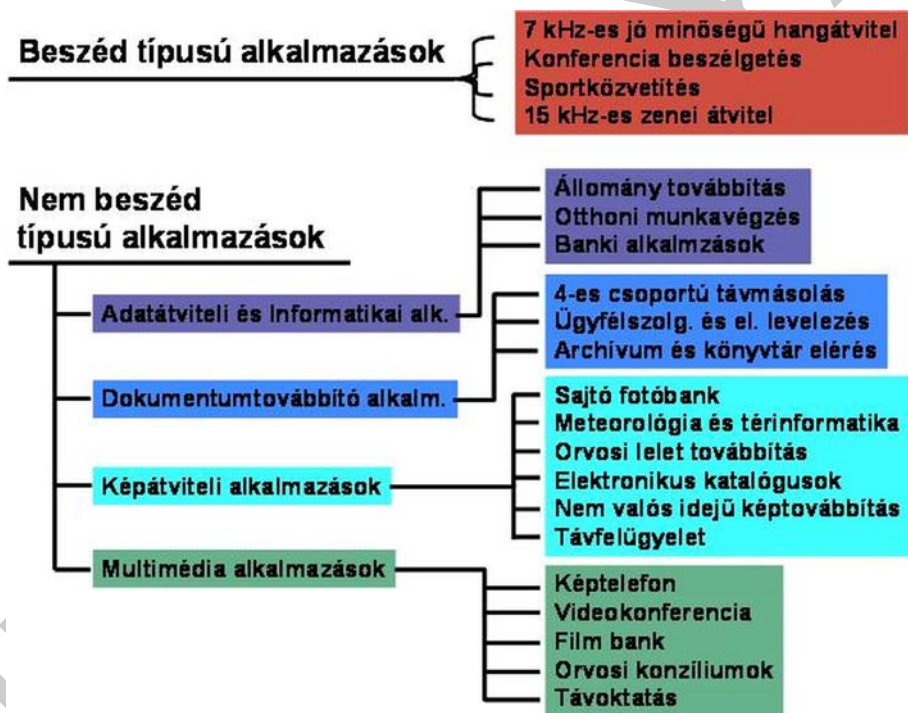 Beszéd típusú alkalmazások
7 kHz-es jó minöségü hangátvitel
Konferencia beszélgetés
Sportközvetítés
15 kHz-es zenei átvitel
Nem beszéd
típusú alkalmazások
Adatátviteli és Informatikai alk.
Állomány továbbítás
Otthoni munkavégzés
Banki alkalmzások
Dokumentumtovábbító alkalm.
4-es csoportú távmásolás
Ügyfélszolg. és el. levelezés
Archívum és könyvtár elérés
Képátviteli alkalmazások
Sajtó fotóbank
Meteorológia és térinformatika
Orvosi lelet továbbítás
Elektronikus katalógusok
Nem valós idejü képtovábbítás
Távfelügyelet
Multimédia alkalmazások
Képtelefon
Videokonferencia
Film bank
Orvosi konzíliumok
Távoktatás